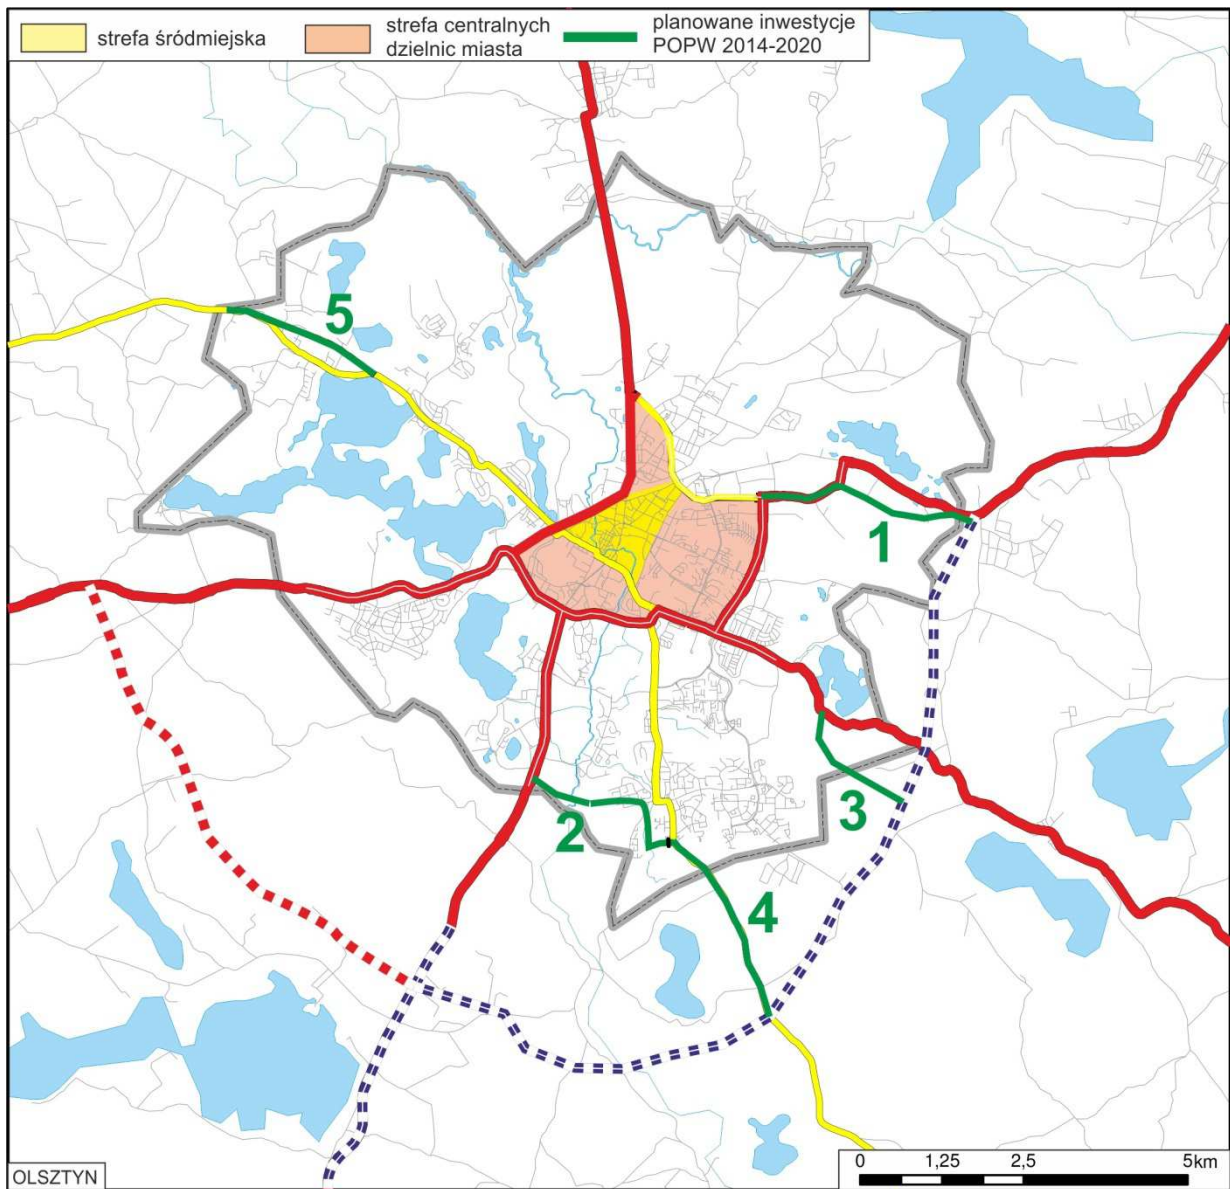 strefa śródmiejska
strefa centralnych
dzielnic miasta
planowane inwestycje
POPW 2014-2020
5
1
3
2
4
OLSZTYN
0 1,25 2,5 5km